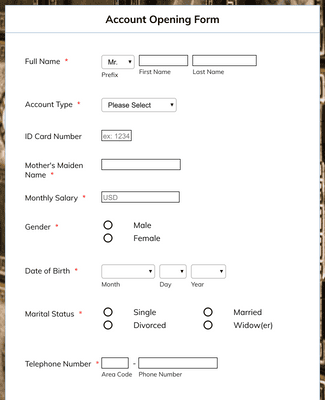 Account Opening Form
Full Name * Mr.
Prefix First Name Last Name
Account Type * Please Select
ID Card Number ex: 1234
Mother's Maiden
Name *
Monthly Salary * USD
Gender * Male
Female
Date of Birth *
Month Day Year
Marital Status * Single Married
Divorced Widow(er)
Telephone Number * -
Area Code Phone Number